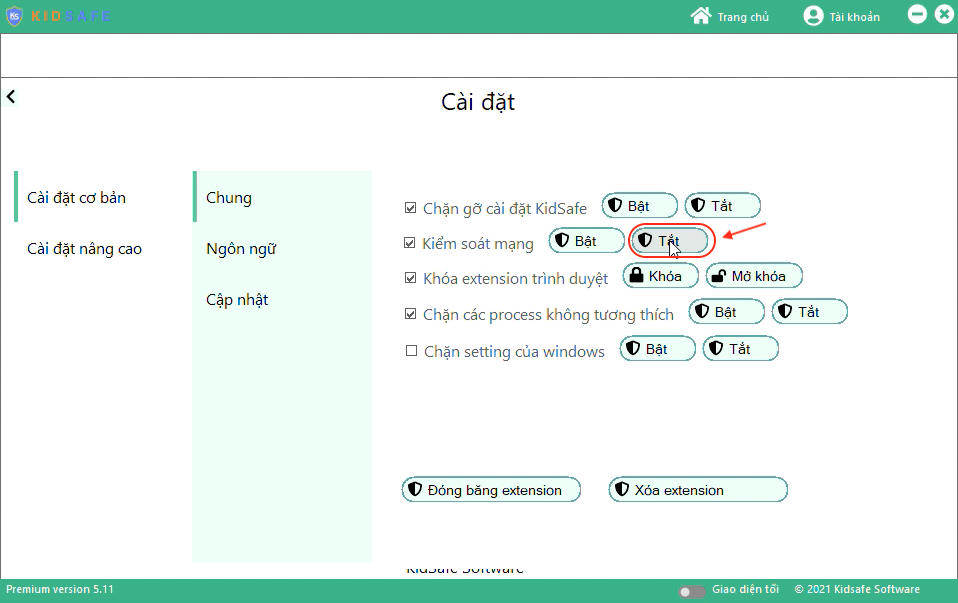 KS KIDSAFE Trang chủ Tài khoản
Cài đặt
Cài đặt cơ bản
Cài đặt nâng cao
Chung
Ngôn ngữ
Cập nhật
Chặn gỡ cài đặt KidSafe Bật Tắt
Kiểm soát mạng Bật Tắt
Khóa extension trình duyệt Khóa Mở khóa
Chặn các process không tương thích Bật Tắt
Chặn setting của windows Bật Tắt
Đóng băng extension Xóa extension
KidSafe Software
Premium version 5.11 Giao diện tối © 2021 Kidsafe Software